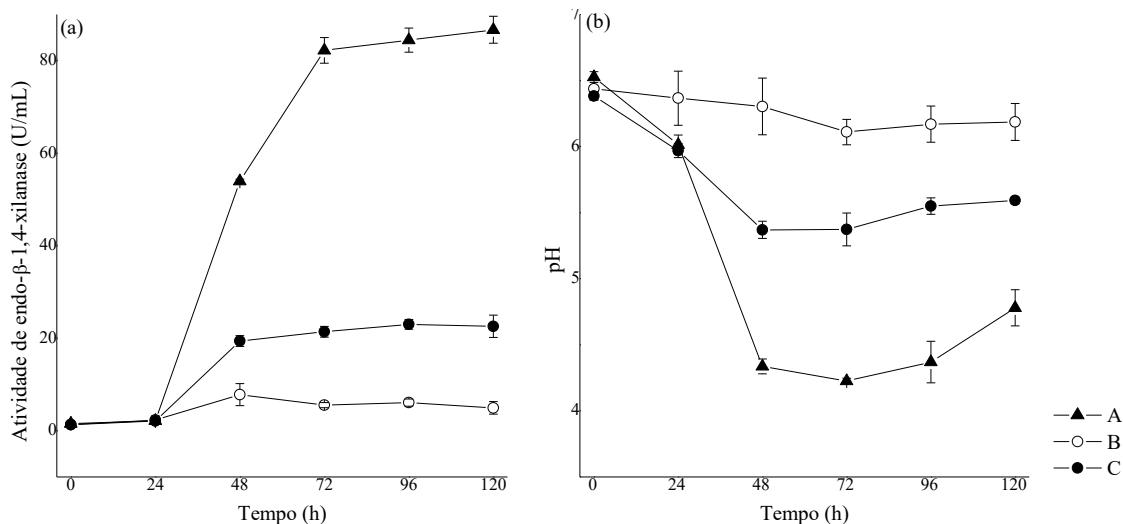 (a)
Atividade de endo-β-1,4-xilanase (U/mL)
80
60
40
20
0
0 24 48 72 96 120
Tempo (h)
(b)
pH
7
6
5
4
0 24 48 72 96 120
Tempo (h)
A
B
C